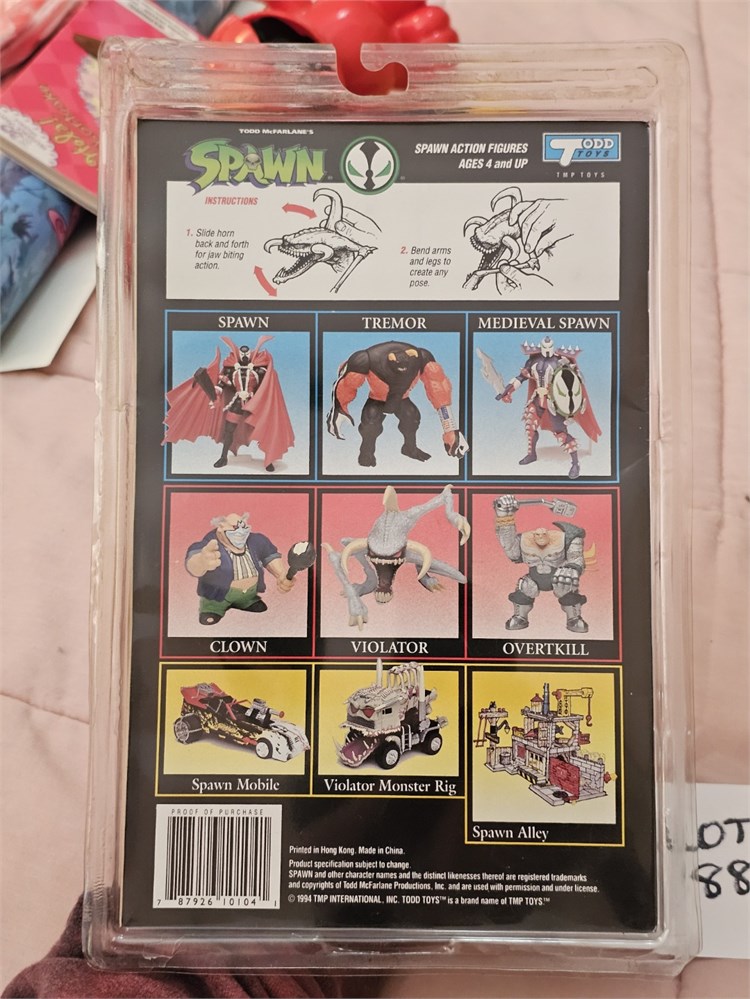 TODD McFARLANE'S
SPAWN
SPAWN ACTION FIGURES
AGES 4 and UP
TODD
TOYS
TMP TOYS
INSTRUCTIONS
1. Slide horn
back and forth
for jaw biting
action.
2. Bend arms
and legs to
create any
pose.
SPAWN
TREMOR
MEDIEVAL SPAWN
CLOWN
VIOLATOR
OVERTKILL
Spawn Mobile
Violator Monster Rig
Spawn Alley
PROOF OF PURCHASE
7 87926 10104 1
Printed in Hong Kong. Made in China.
Product specification subject to change.
SPAWN and other character names and the distinct likenesses thereof are registered trademarks
and copyrights of Todd McFarlane Productions, Inc. and are used with permission and under license.
© 1994 TMP INTERNATIONAL, INC. TODD TOYS™ is a brand name of TMP TOYS.™
OT
88